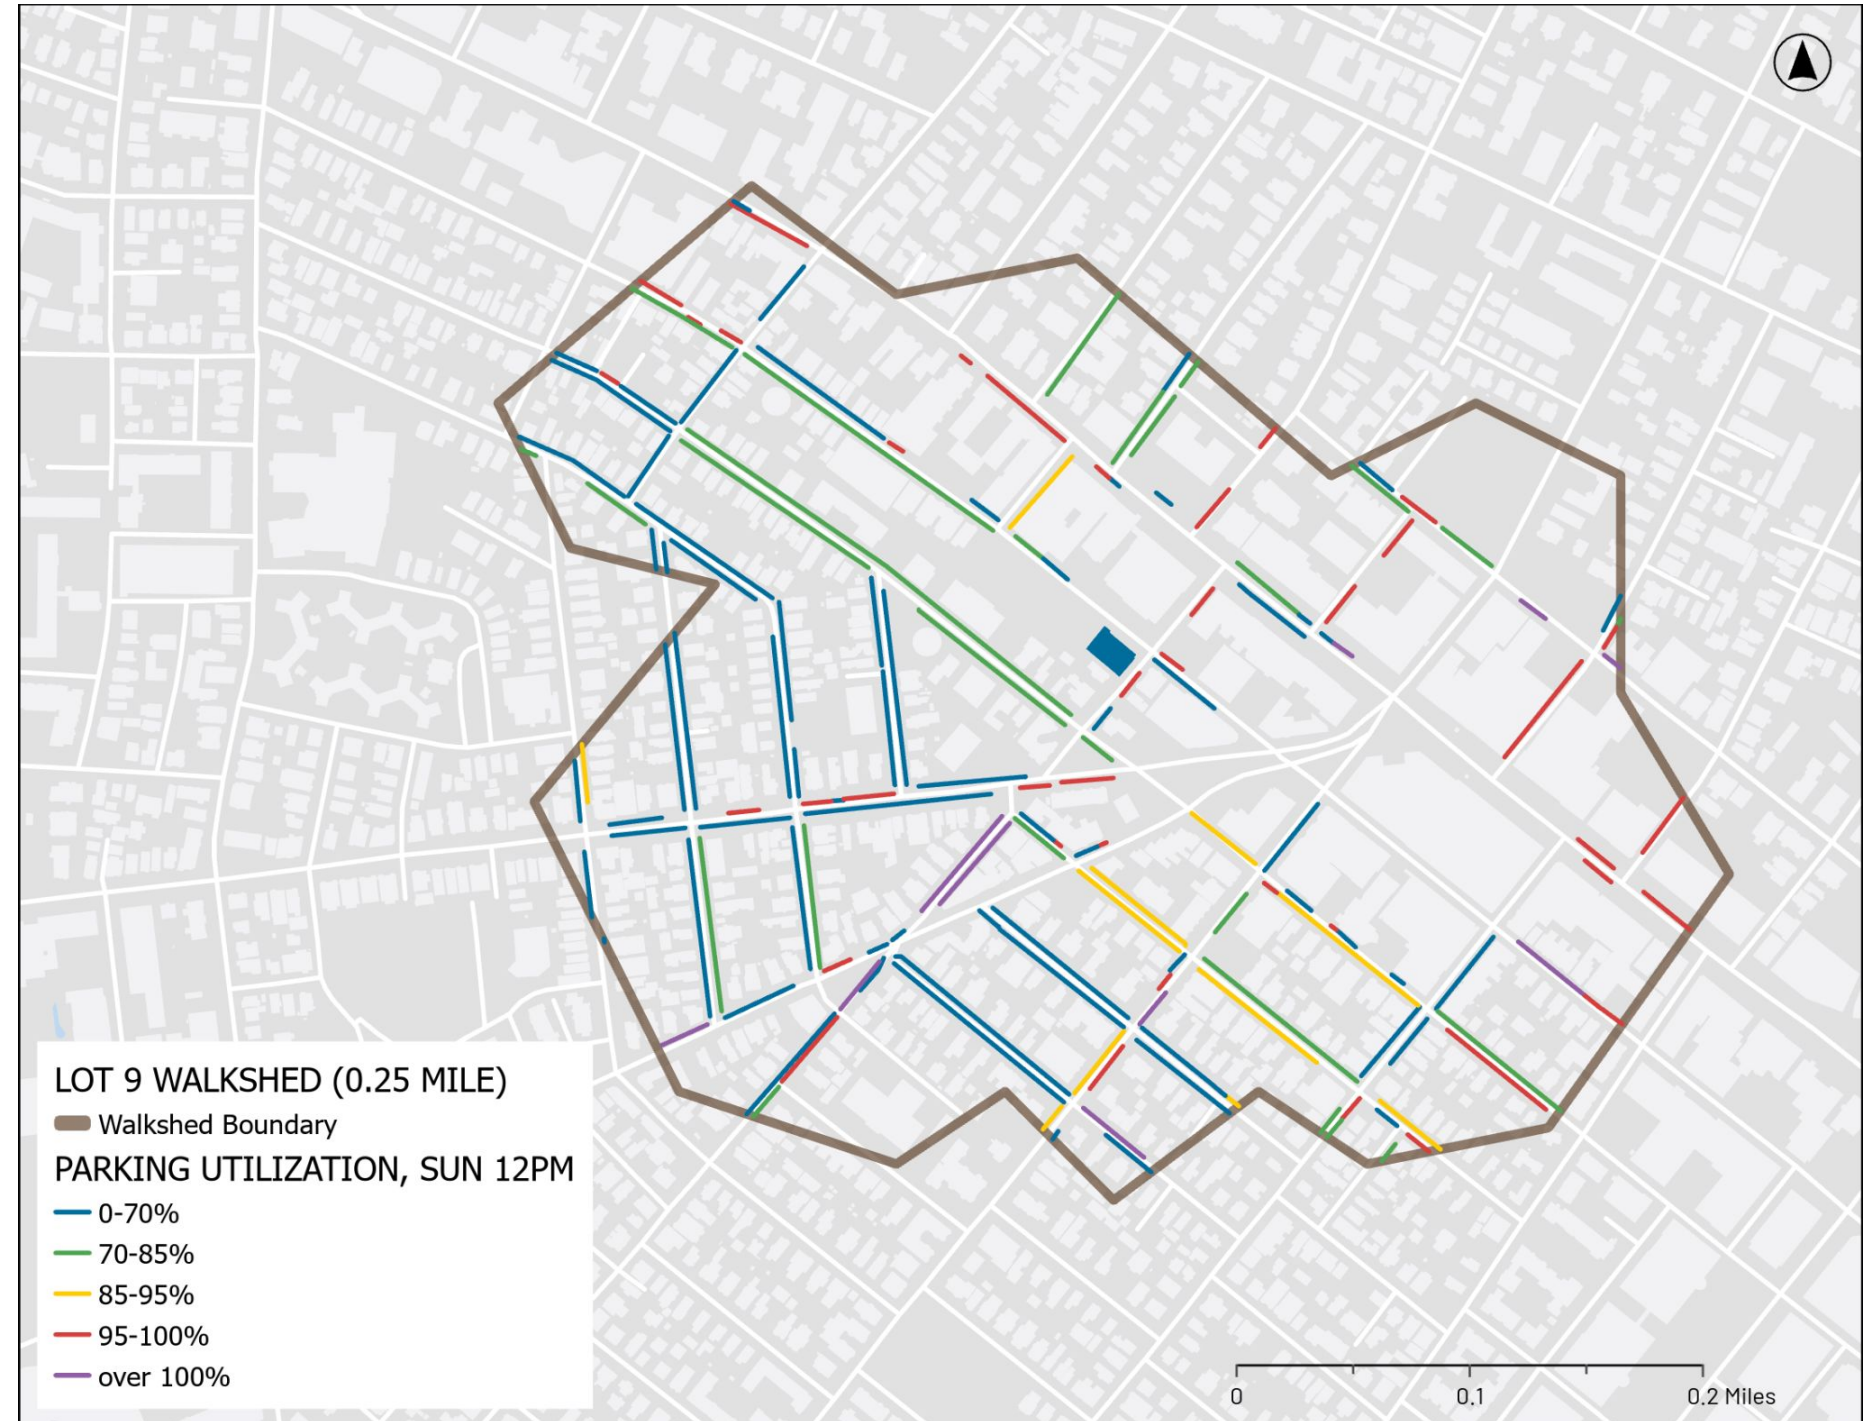 LOT 9 WALKSHED (0.25 MILE)
Walkshed Boundary
PARKING UTILIZATION, SUN 12PM
0-70%
70-85%
85-95%
95-100%
over 100%
0 0.1 0.2 Miles